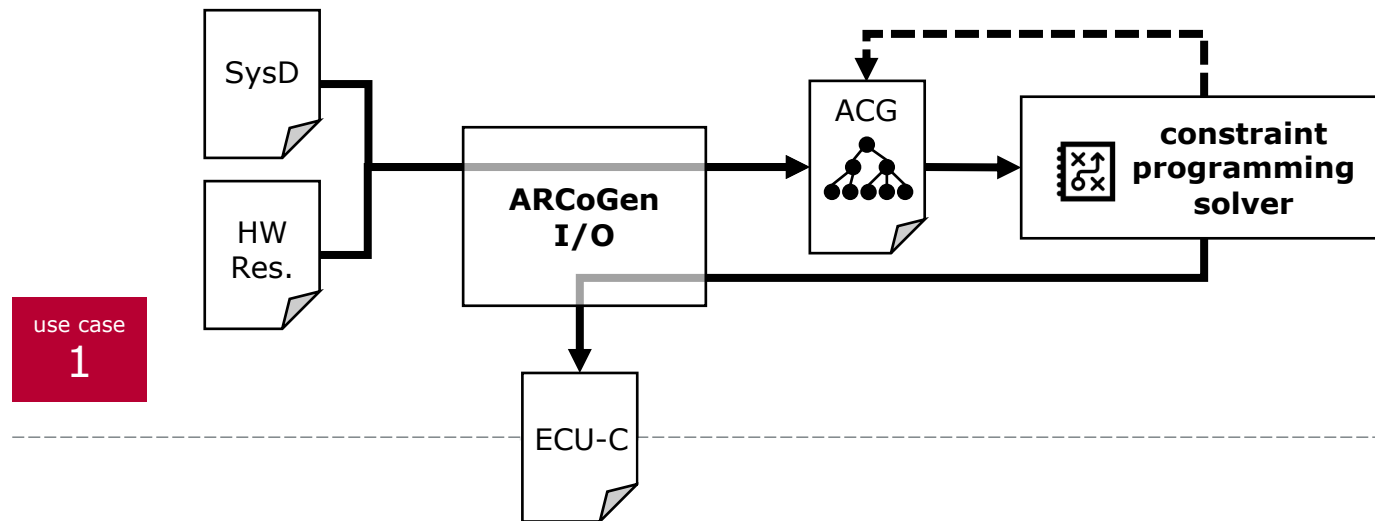 SysD
HW
Res.
ARCoGen
I/O
ACG
constraint
programming
solver
use case
1
ECU-C